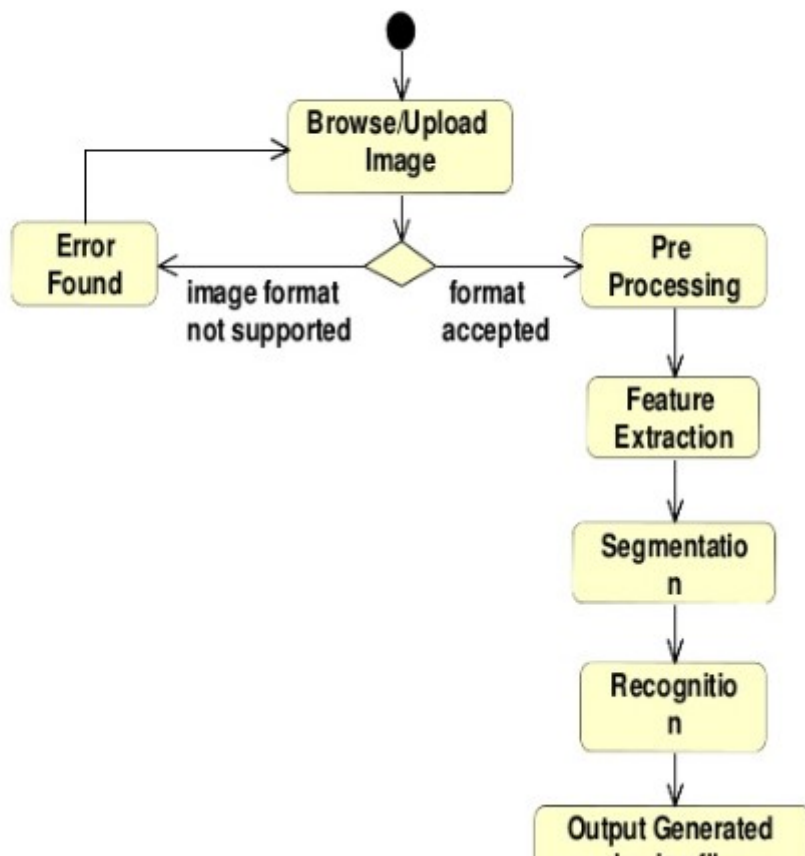 Browse/Upload
Image
Error
Found
image format
not supported
format
accepted
Pre
Processing
Feature
Extraction
Segmentatio
n
Recognitio
n
Output Generated